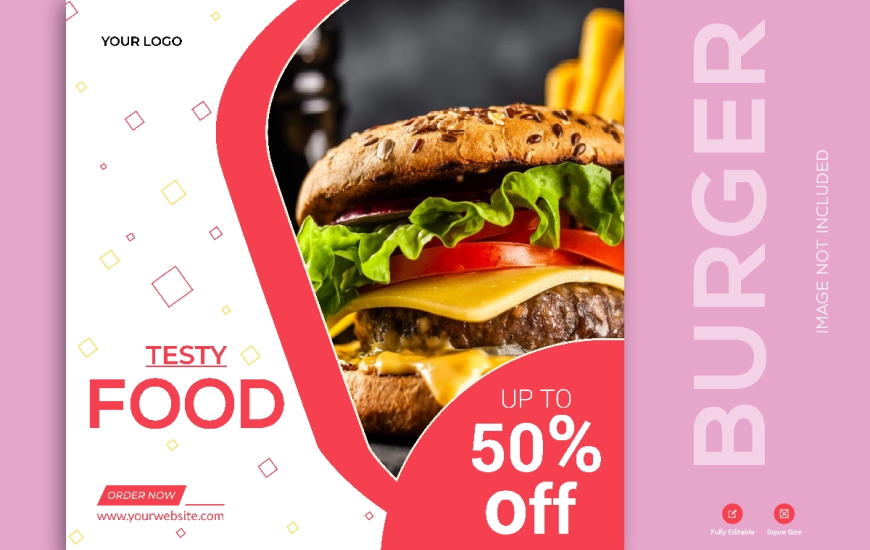 YOUR LOGO
TESTY
FOOD
ORDER NOW
www.yourwebsite.com
UP TO
50%
off
BURGER
IMAGE NOT INCLUDED
Fully Editable
Squre Size